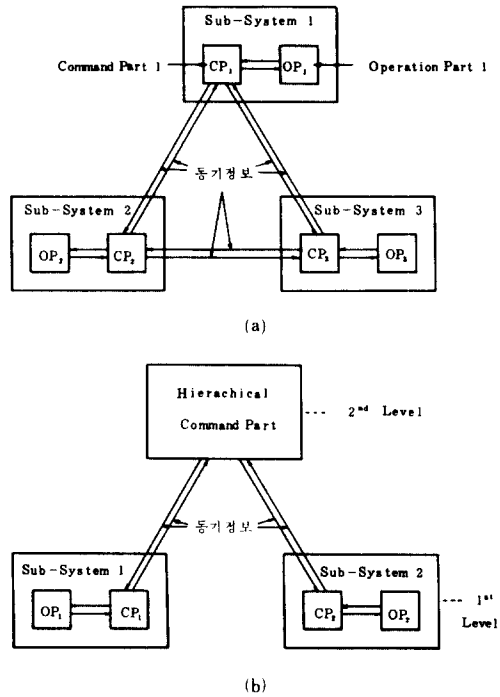 Sub-System 1
Command Part 1
CP₁
OP₁
Operation Part 1
동기정보
Sub-System 2
OP₂
CP₂
Sub-System 3
CP₃
OP₃
(a)
Hierachical
Command Part
2nd Level
동기정보
Sub-System 1
OP₁
CP₁
Sub-System 2
CP₂
OP₂
1st
Level
(b)